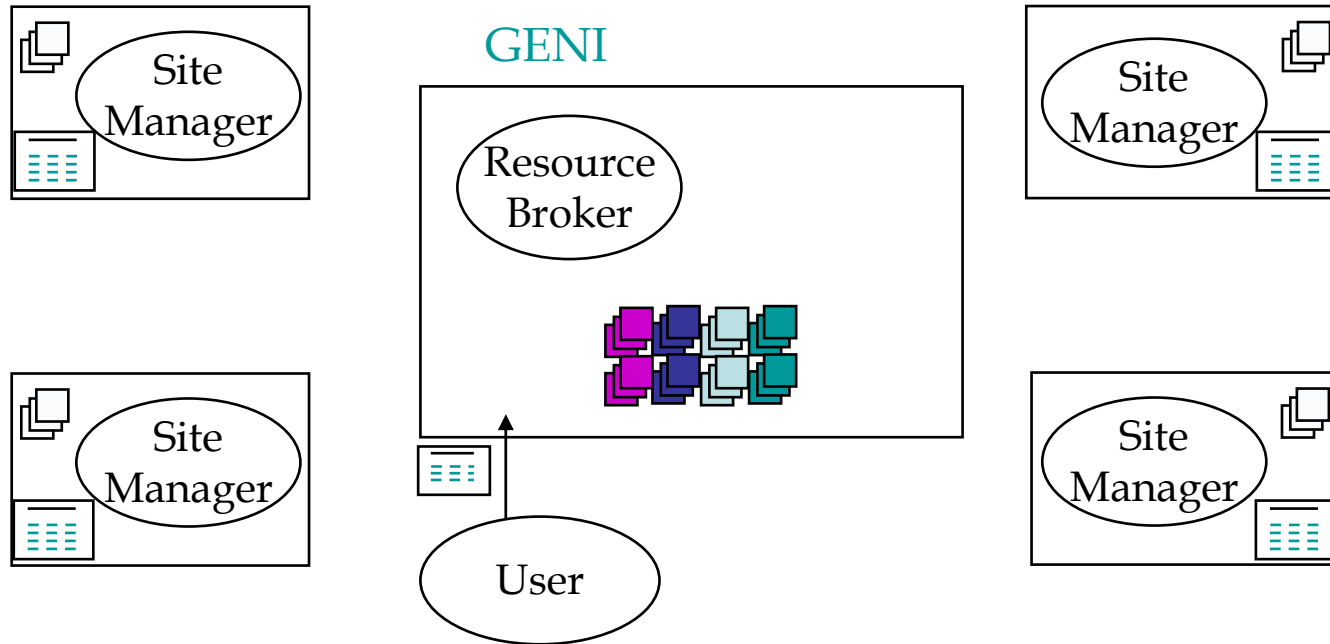 GENI
Site
Manager
Site
Manager
Resource
Broker
Site
Manager
Site
Manager
User